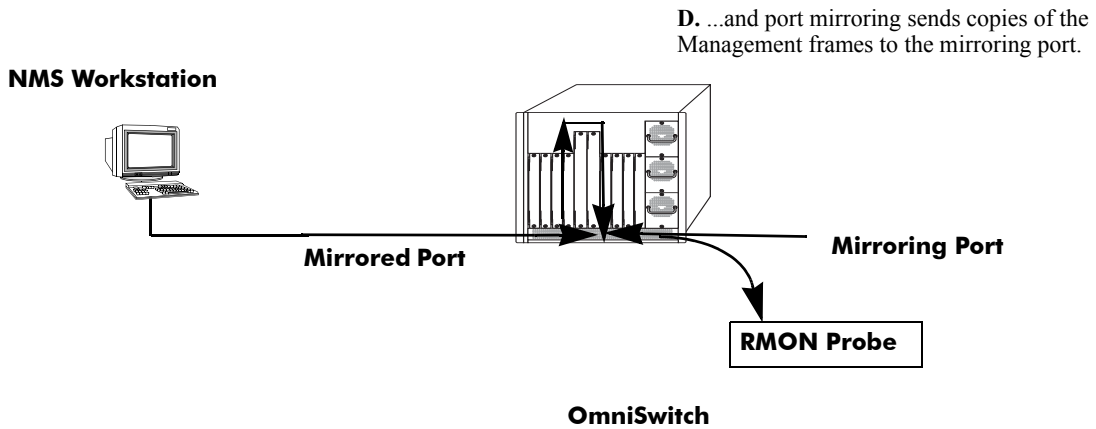 D. ...and port mirroring sends copies of the
Management frames to the mirroring port.
NMS Workstation
Mirrored Port
Mirroring Port
RMON Probe
OmniSwitch